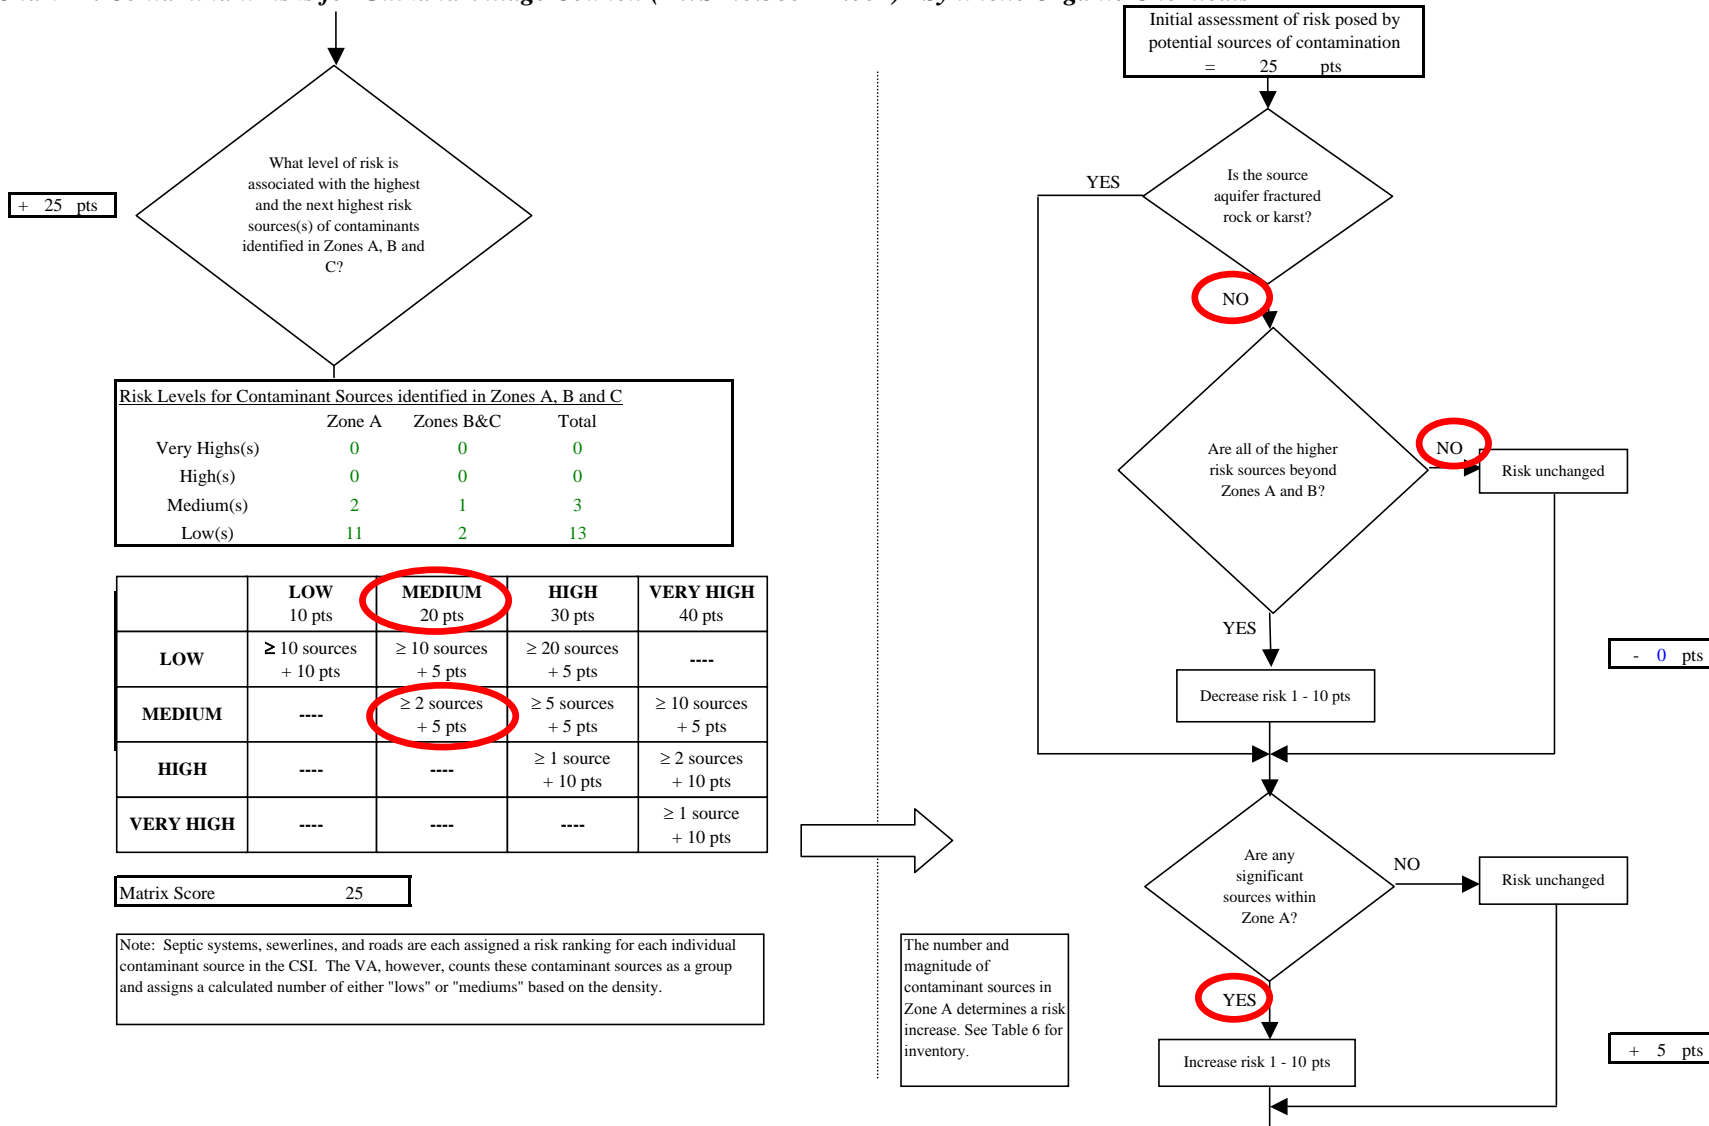 Initial assessment of risk posed by
potential sources of contamination
= 25 pts
What level of risk is
associated with the highest
and the next highest risk
sources(s) of contaminants
identified in Zones A, B and
C?
+ 25 pts
Risk Levels for Contaminant Sources identified in Zones A, B and C
Zone A Zones B&C Total
Very Highs(s) 0 0 0
High(s) 0 0 0
Medium(s) 2 1 3
Low(s) 11 2 13
LOW MEDIUM HIGH VERY HIGH
10 pts 20 pts 30 pts 40 pts
LOW ≥ 10 sources ≥ 10 sources ≥ 20 sources ----
+ 10 pts + 5 pts + 5 pts
MEDIUM ---- ≥ 2 sources ≥ 5 sources ≥ 10 sources
+ 5 pts + 5 pts + 5 pts
HIGH ---- ---- ≥ 1 source ≥ 2 sources
+ 10 pts + 10 pts
VERY HIGH ---- ---- ---- ≥ 1 source
+ 10 pts
Matrix Score 25
Note: Septic systems, sewerlines, and roads are each assigned a risk ranking for each individual
contaminant source in the CSI. The VA, however, counts these contaminant sources as a group
and assigns a calculated number of either "lows" or "mediums" based on the density.
Is the source
aquifer fractured
rock or karst?
YES
NO
Are all of the higher
risk sources beyond
Zones A and B?
NO
Risk unchanged
YES
Decrease risk 1 - 10 pts
- 0 pts
Are any
significant
sources within
Zone A?
NO
Risk unchanged
YES
The number and
magnitude of
contaminant sources in
Zone A determines a risk
increase. See Table 6 for
inventory.
Increase risk 1 - 10 pts
+ 5 pts